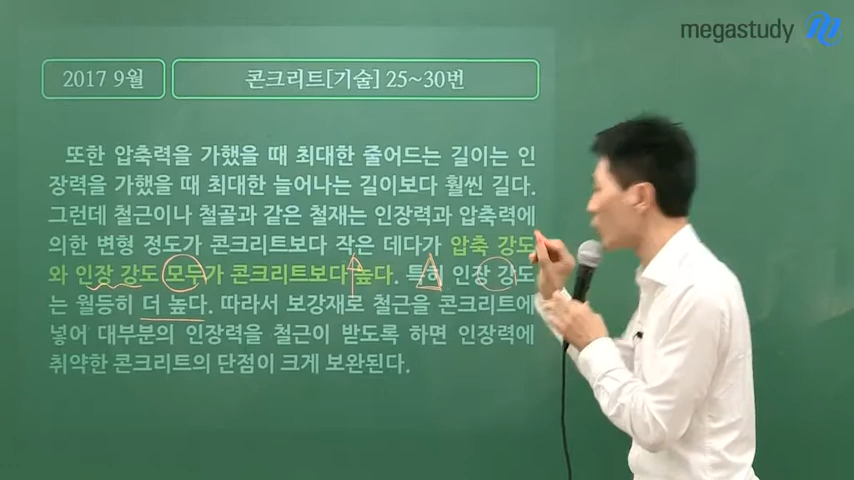 megastudy
2017 9월
콘크리트[기술] 25~30번
또한 압축력을 가했을 때 최대한 줄어드는 길이는 인
장력을 가했을 때 최대한 늘어나는 길이보다 훨씬 길다.
그런데 철근이나 철골과 같은 철재는 인장력과 압축력에
의한 변형 정도가 콘크리트보다 작은 데다가 압축 강도
와 인장 강도 모두가 콘크리트보다 높다. 특히 인장 강도
는 월등히 더 높다. 따라서 보강재로 철근을 콘크리트에
넣어 대부분의 인장력을 철근이 받도록 하면 인장력에
취약한 콘크리트의 단점이 크게 보완된다.